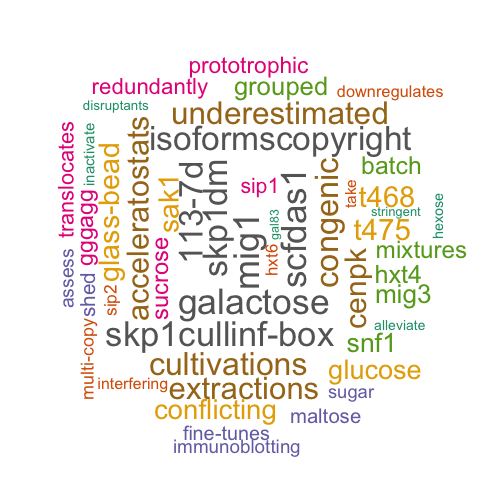 prototrophic
redundantly grouped downregulates
disruptants underestimated
isoformscopyright
translocates
inactivate
gggagg
glass-bead
acceleratostats
sak1
113-7d
skp1dm
sip1
mig1
gal83
hxt6
scfdas1
congenic
take
batch
t468
stringent
t475
hexose
mixtures
hxt4
mig3
cenpk
assess
shed
sip2
sucrose
galactose
skp1cullinf-box
alleviate
snf1
multi-copy
interfering
cultivations
glucose
extractions
sugar
conflicting
maltose
fine-tunes
immunoblotting